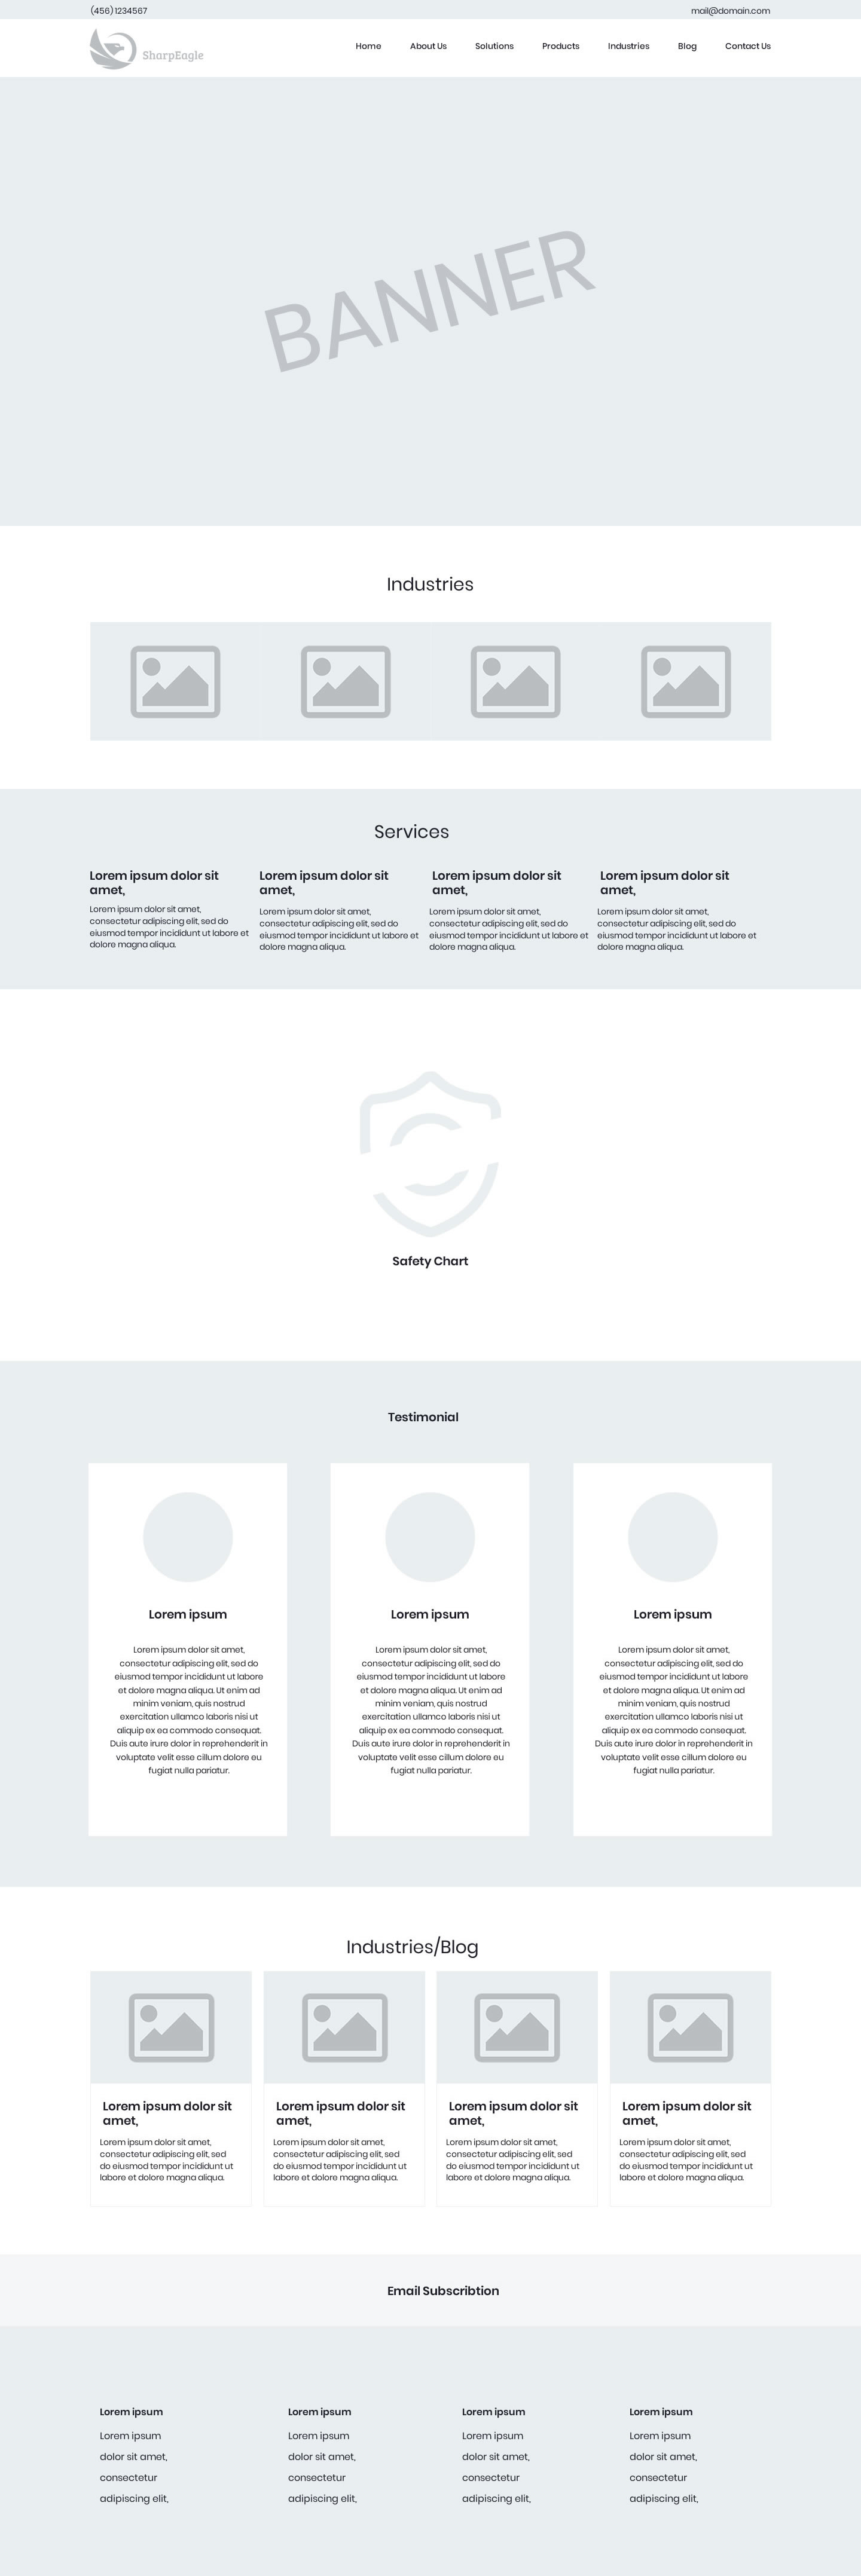 (456) 1234567
mail@domain.com
SharpEagle
Home
About Us
Solutions
Products
Industries
Blog
Contact Us
BANNER
Industries
Services
Lorem ipsum dolor sit
amet,
Lorem ipsum dolor sit amet,
consectetur adipiscing elit, sed do
eiusmod tempor incididunt ut labore et
dolore magna aliqua.
Lorem ipsum dolor sit
amet,
Lorem ipsum dolor sit amet,
consectetur adipiscing elit, sed do
eiusmod tempor incididunt ut labore et
dolore magna aliqua.
Lorem ipsum dolor sit
amet,
Lorem ipsum dolor sit amet,
consectetur adipiscing elit, sed do
eiusmod tempor incididunt ut labore et
dolore magna aliqua.
Lorem ipsum dolor sit
amet,
Lorem ipsum dolor sit amet,
consectetur adipiscing elit, sed do
eiusmod tempor incididunt ut labore et
dolore magna aliqua.
Safety Chart
Testimonial
Lorem ipsum
Lorem ipsum dolor sit amet,
consectetur adipiscing elit, sed do
eiusmod tempor incididunt ut labore
et dolore magna aliqua. Ut enim ad
minim veniam, quis nostrud
exercitation ullamco laboris nisi ut
aliquip ex ea commodo consequat.
Duis aute irure dolor in reprehenderit in
voluptate velit esse cillum dolore eu
fugiat nulla pariatur.
Lorem ipsum
Lorem ipsum dolor sit amet,
consectetur adipiscing elit, sed do
eiusmod tempor incididunt ut labore
et dolore magna aliqua. Ut enim ad
minim veniam, quis nostrud
exercitation ullamco laboris nisi ut
aliquip ex ea commodo consequat.
Duis aute irure dolor in reprehenderit in
voluptate velit esse cillum dolore eu
fugiat nulla pariatur.
Lorem ipsum
Lorem ipsum dolor sit amet,
consectetur adipiscing elit, sed do
eiusmod tempor incididunt ut labore
et dolore magna aliqua. Ut enim ad
minim veniam, quis nostrud
exercitation ullamco laboris nisi ut
aliquip ex ea commodo consequat.
Duis aute irure dolor in reprehenderit in
voluptate velit esse cillum dolore eu
fugiat nulla pariatur.
Industries/Blog
Lorem ipsum dolor sit
amet,
Lorem ipsum dolor sit amet,
consectetur adipiscing elit, sed
do eiusmod tempor incididunt ut
labore et dolore magna aliqua.
Lorem ipsum dolor sit
amet,
Lorem ipsum dolor sit amet,
consectetur adipiscing elit, sed
do eiusmod tempor incididunt ut
labore et dolore magna aliqua.
Lorem ipsum dolor sit
amet,
Lorem ipsum dolor sit amet,
consectetur adipiscing elit, sed
do eiusmod tempor incididunt ut
labore et dolore magna aliqua.
Lorem ipsum dolor sit
amet,
Lorem ipsum dolor sit amet,
consectetur adipiscing elit, sed
do eiusmod tempor incididunt ut
labore et dolore magna aliqua.
Email Subscribtion
Lorem ipsum
Lorem ipsum
dolor sit amet,
consectetur
adipiscing elit,
Lorem ipsum
Lorem ipsum
dolor sit amet,
consectetur
adipiscing elit,
Lorem ipsum
Lorem ipsum
dolor sit amet,
consectetur
adipiscing elit,
Lorem ipsum
Lorem ipsum
dolor sit amet,
consectetur
adipiscing elit,